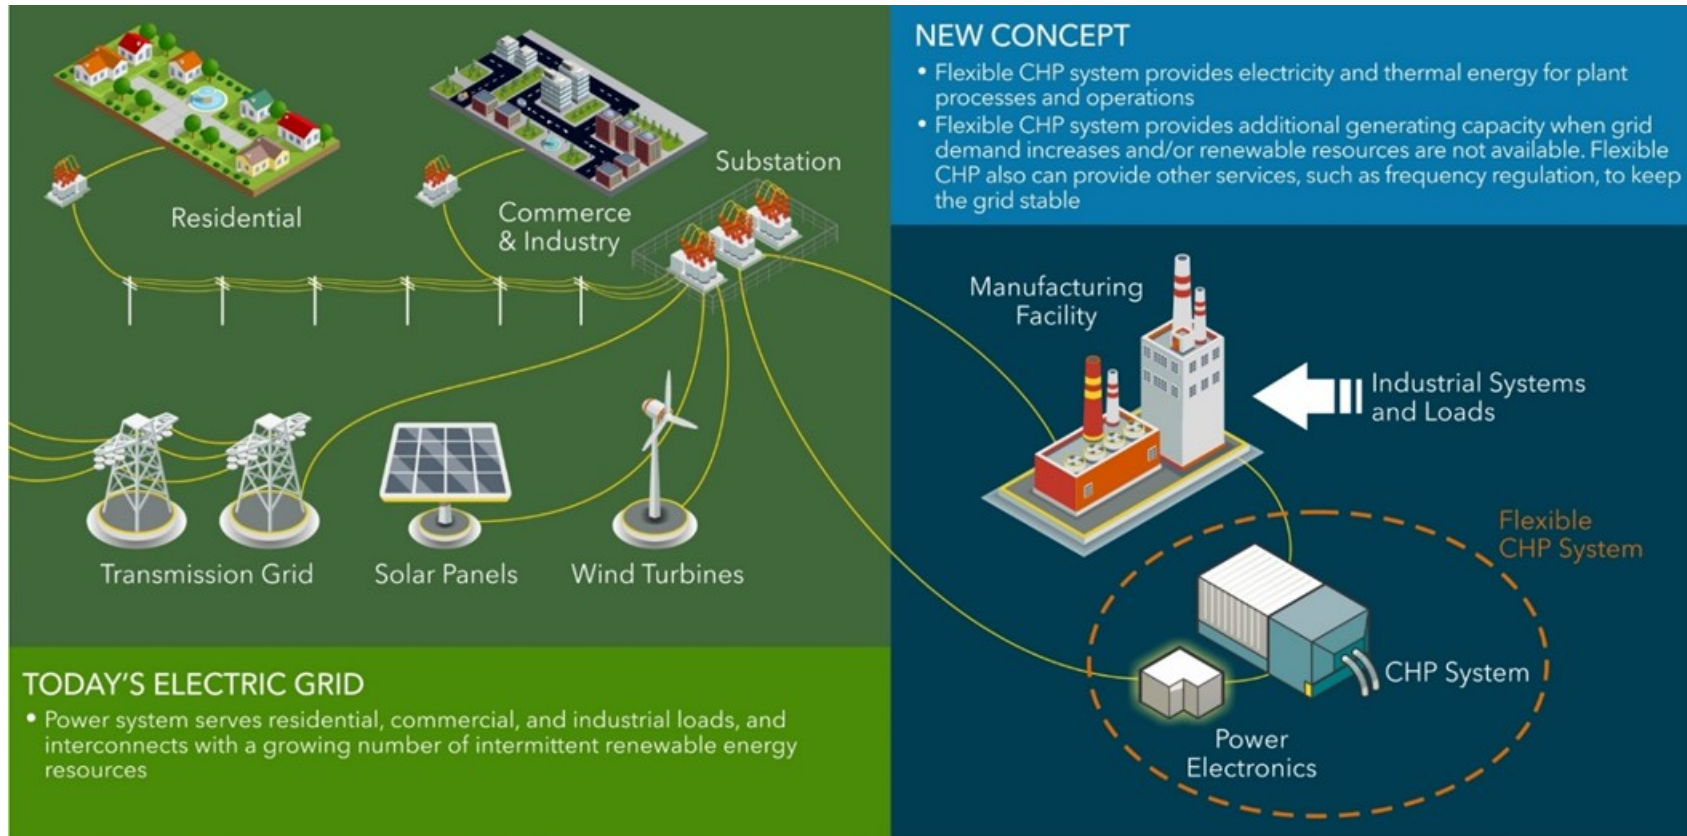 Residential
Commerce
& Industry
Substation
Transmission Grid
Solar Panels
Wind Turbines
TODAY'S ELECTRIC GRID
• Power system serves residential, commercial, and industrial loads, and
interconnects with a growing number of intermittent renewable energy
resources
NEW CONCEPT
• Flexible CHP system provides electricity and thermal energy for plant
processes and operations
• Flexible CHP system provides additional generating capacity when grid
demand increases and/or renewable resources are not available. Flexible
CHP also can provide other services, such as frequency regulation, to keep
the grid stable
Manufacturing
Facility
Industrial Systems
and Loads
Flexible
CHP System
CHP System
Power
Electronics